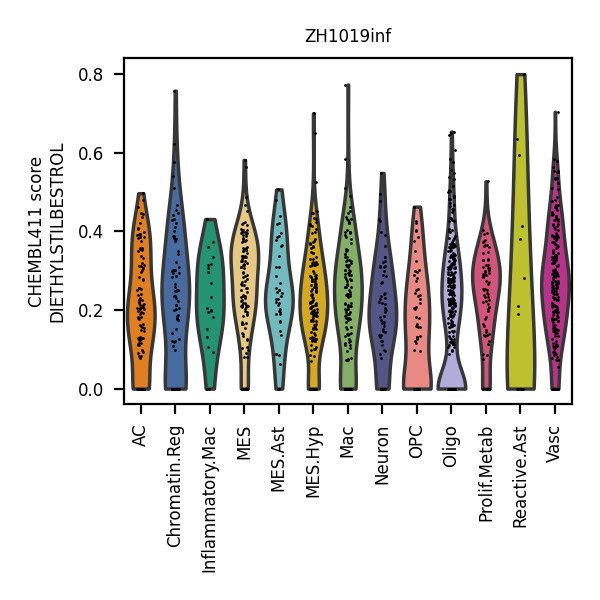 ZH1019inf
CHEMBL411 score
DIETHYLSTILBESTROL
0.8
0.6
0.4
0.2
0.0
AC
Chromatin.Reg
Inflammatory.Mac
MES
MES.Ast
MES.Hyp
Mac
Neuron
OPC
Oligo
Prolif.Metab
Reactive.Ast
Vasc